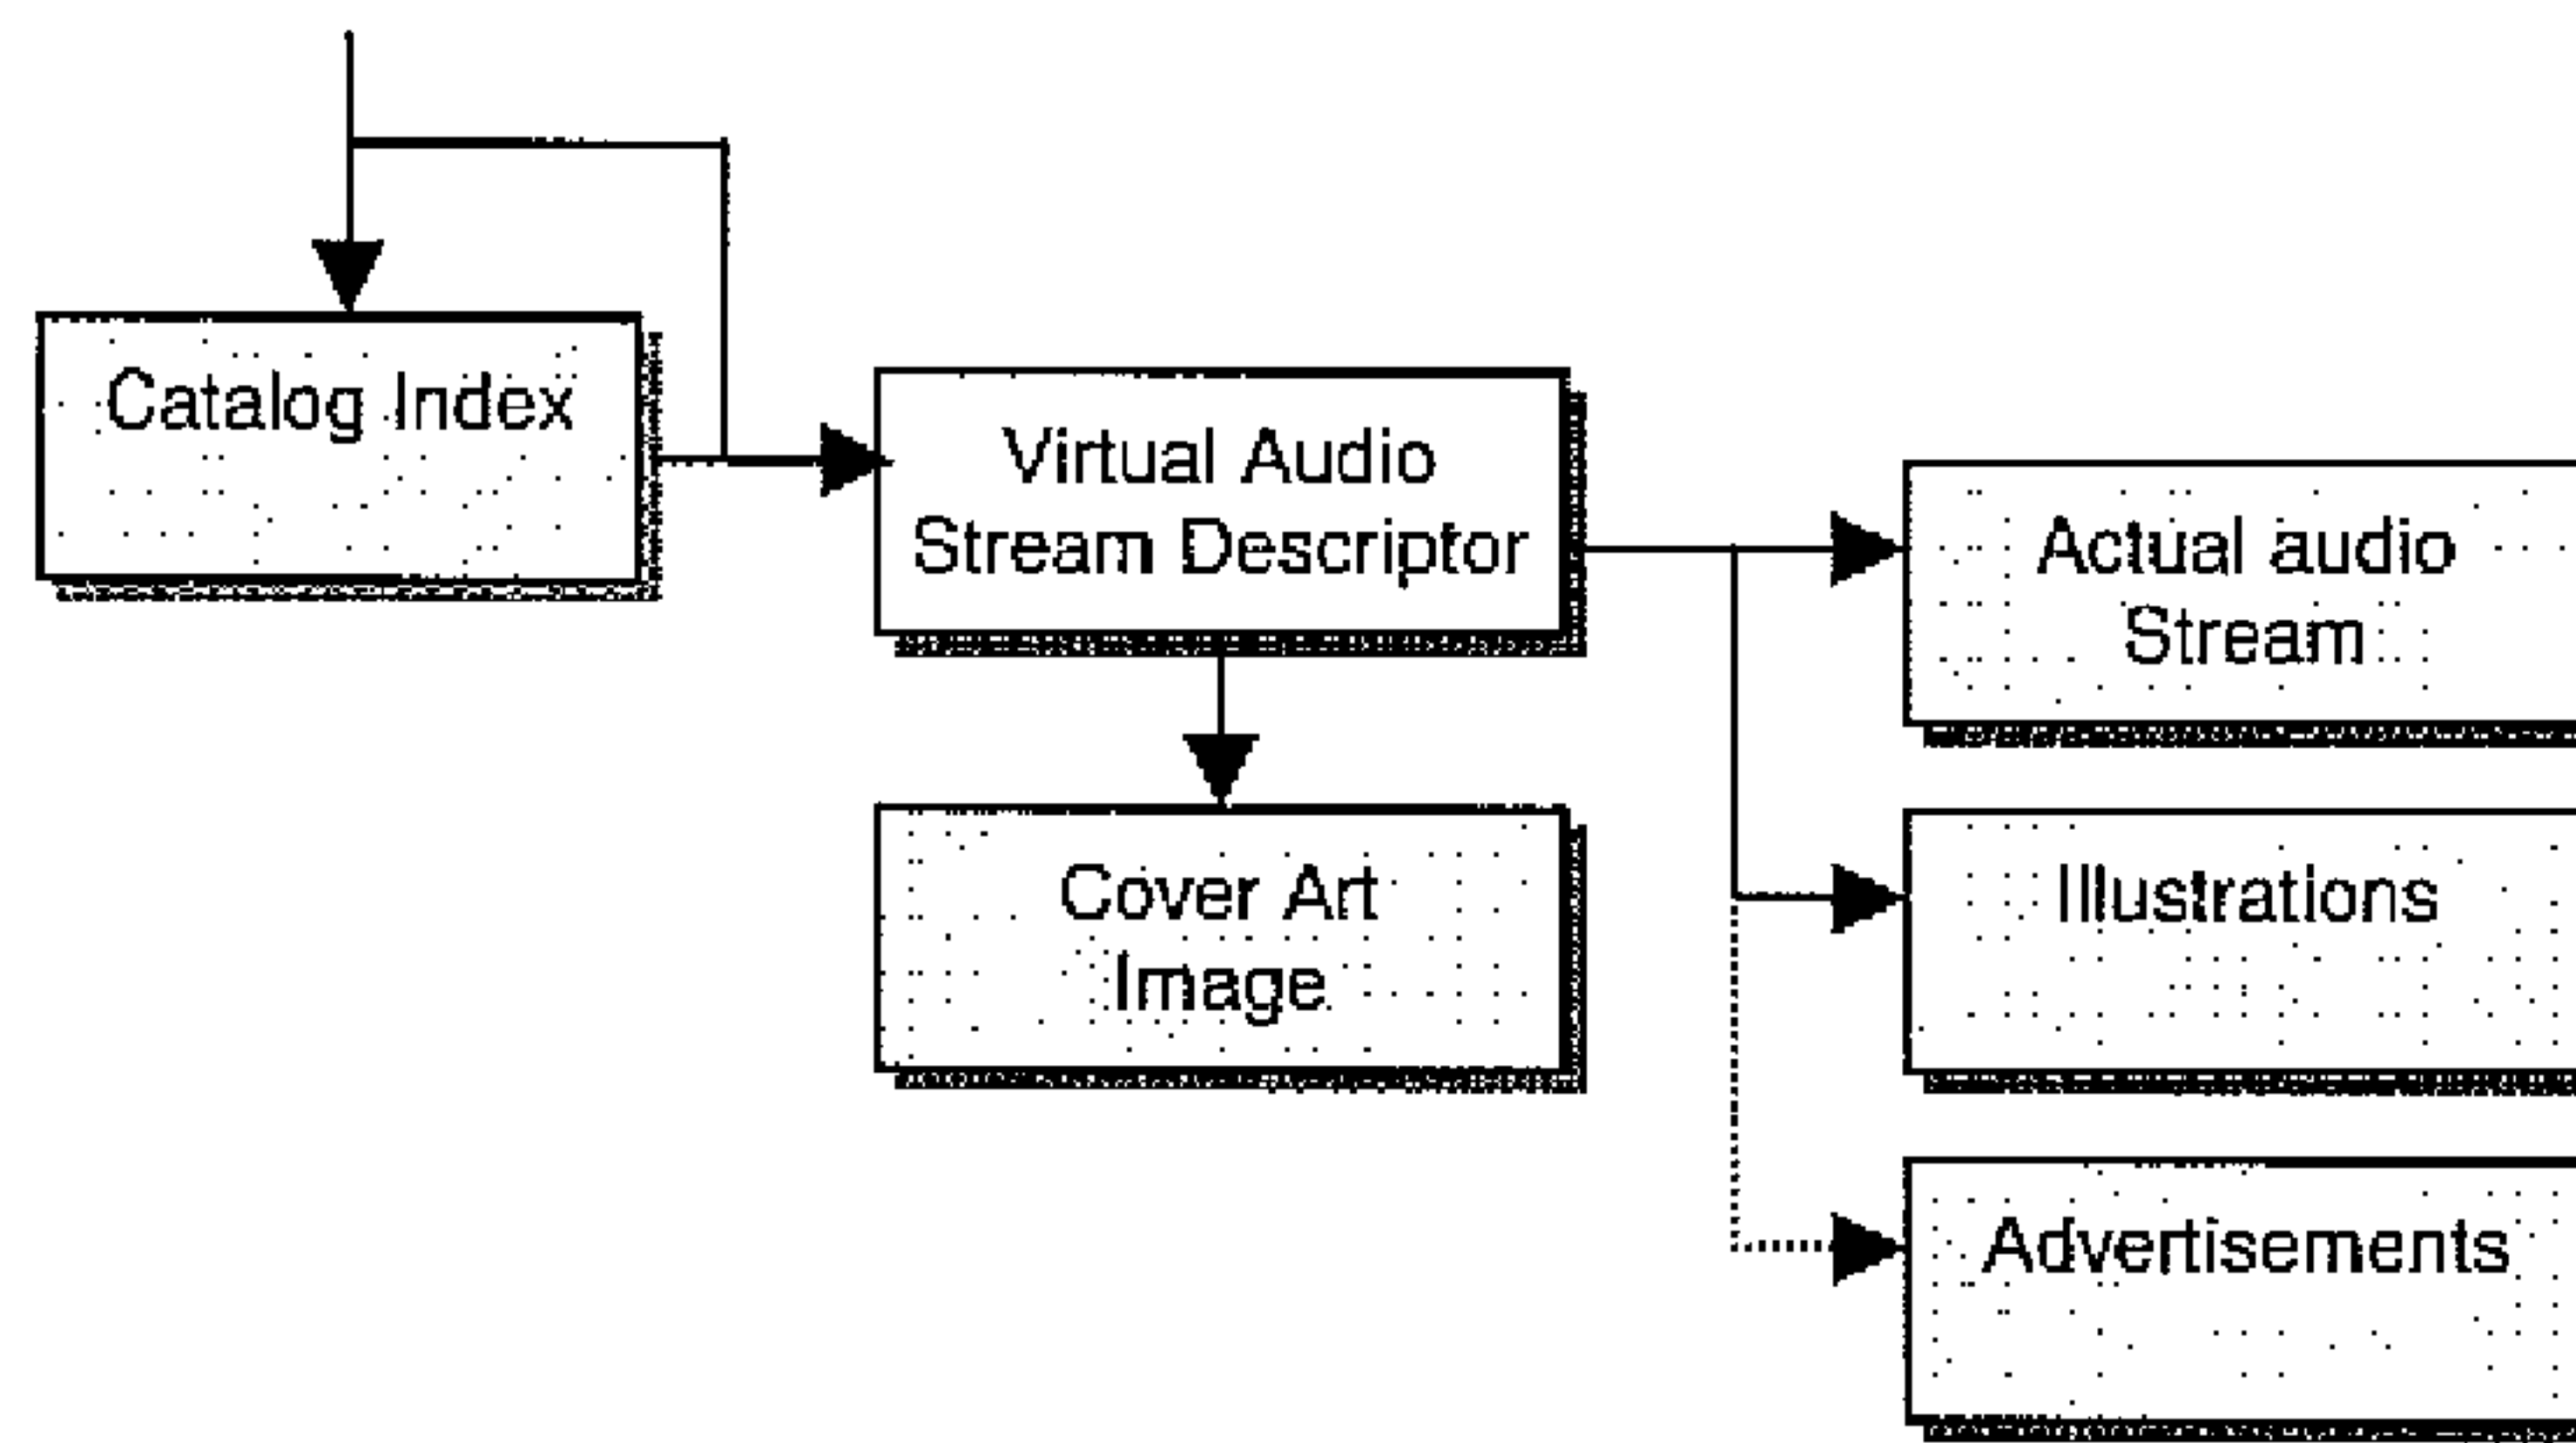 Catalog Index
Virtual Audio
Stream Descriptor
Actual audio
Stream
Cover Art
Image
Illustrations
Advertisements